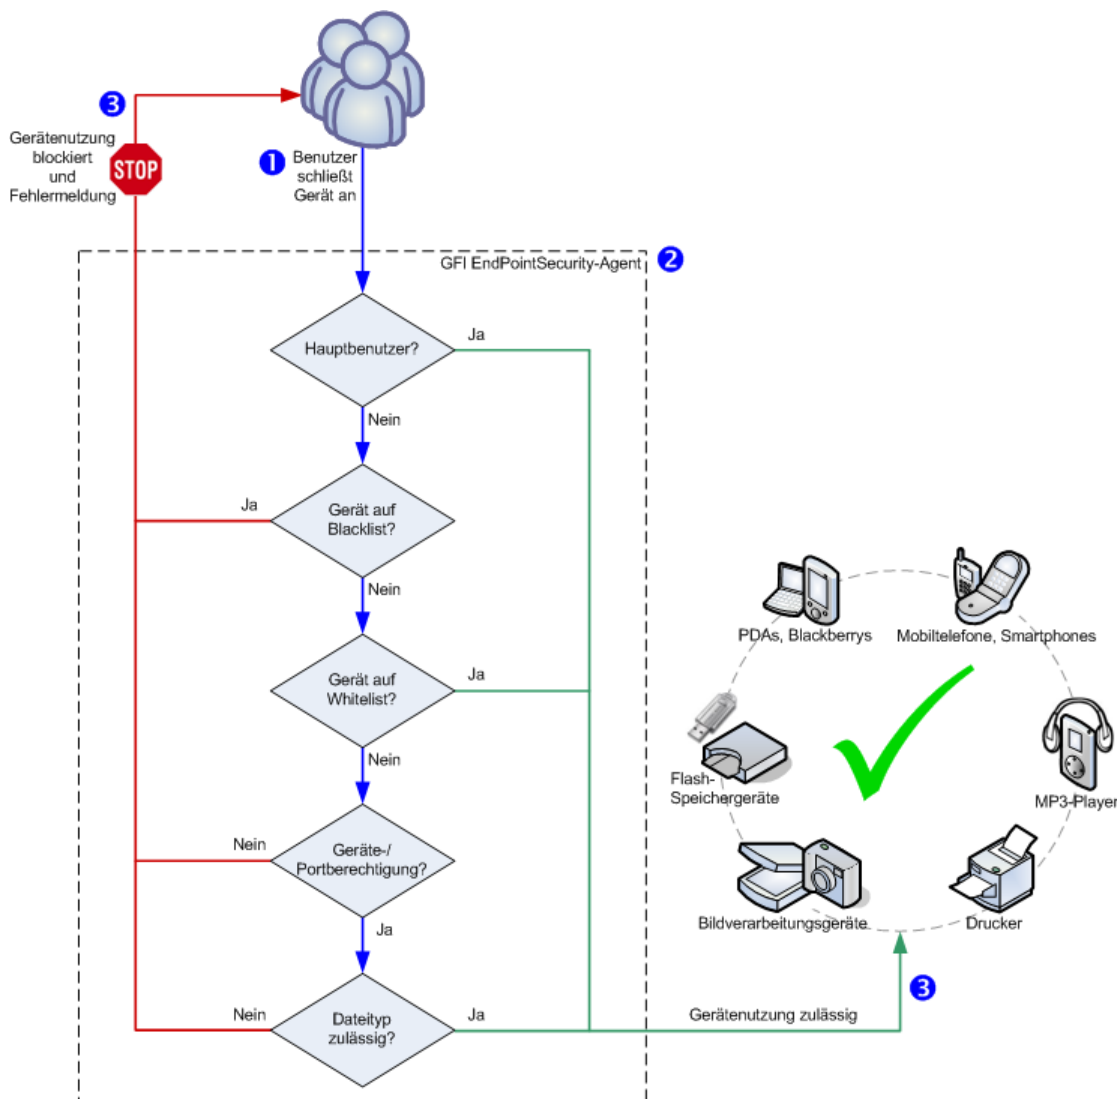 3
Gerätenutzung
blockiert
und
Fehlermeldung
STOP
1
Benutzer
schließt
Gerät an
GFI EndPointSecurity-Agent
2
Hauptbenutzer?
Ja
Nein
Gerät auf
Blacklist?
Ja
Nein
Gerät auf
Whitelist?
Ja
Nein
Geräte-/
Portberechtigung?
Nein
Ja
Dateityp
zulässig?
Nein
Ja
Gerätenutzung zulässig
3
PDAs, Blackberrys
Mobiltelefone, Smartphones
Flash-
Speichergeräte
MP3-Player
Bildverarbeitungsgeräte
Drucker